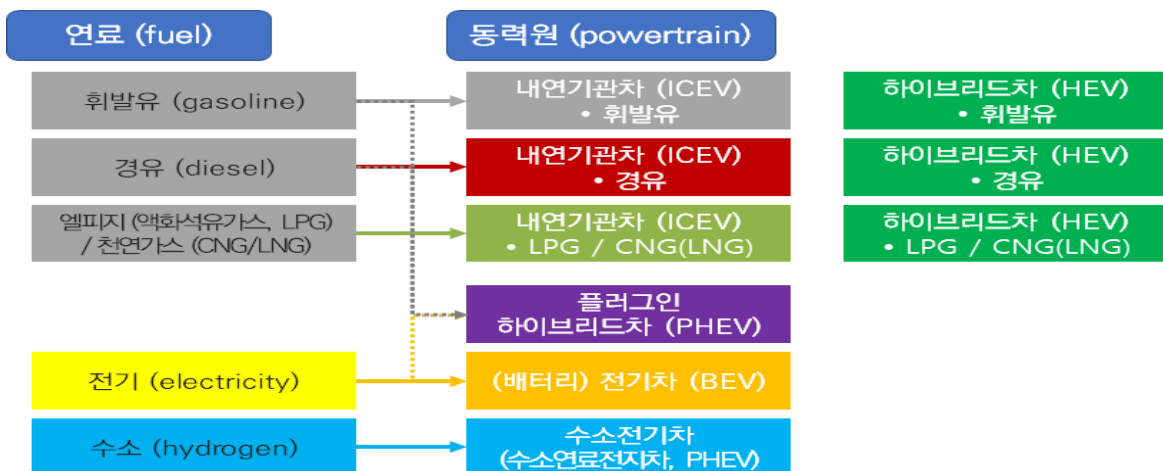 연료 (fuel)
동력원 (powertrain)
휘발유 (gasoline)
내연기관차 (ICEV)
• 휘발유
하이브리드차 (HEV)
• 휘발유
경유 (diesel)
내연기관차 (ICEV)
• 경유
하이브리드차 (HEV)
• 경유
엘피지 (액화석유가스, LPG)
/ 천연가스 (CNG/LNG)
내연기관차 (ICEV)
• LPG / CNG(LNG)
하이브리드차 (HEV)
• LPG / CNG(LNG)
플러그인
하이브리드차 (PHEV)
전기 (electricity)
(배터리) 전기차 (BEV)
수소 (hydrogen)
수소전기차
(수소연료전지차, PHEV)